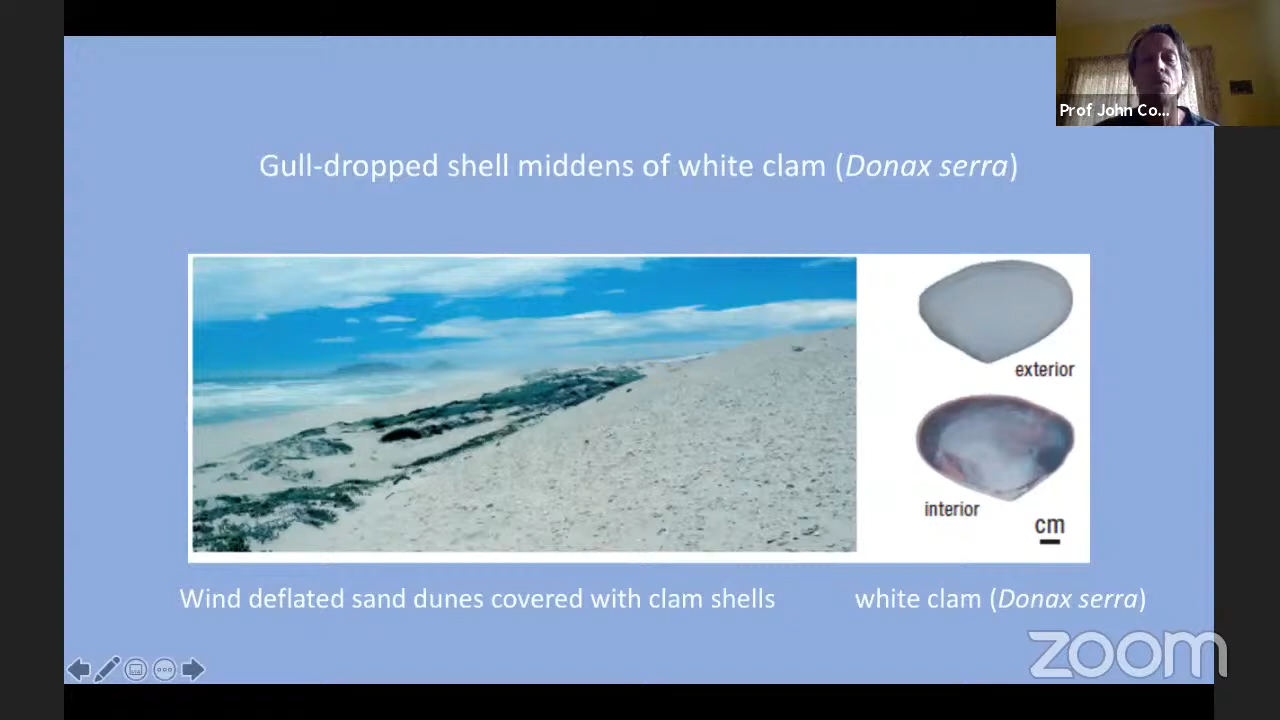 Prof John Co...
Gull-dropped shell middens of white clam (Donax serra)
exterior
interior
cm
Wind deflated sand dunes covered with clam shells
white clam (Donax serra)
zoom